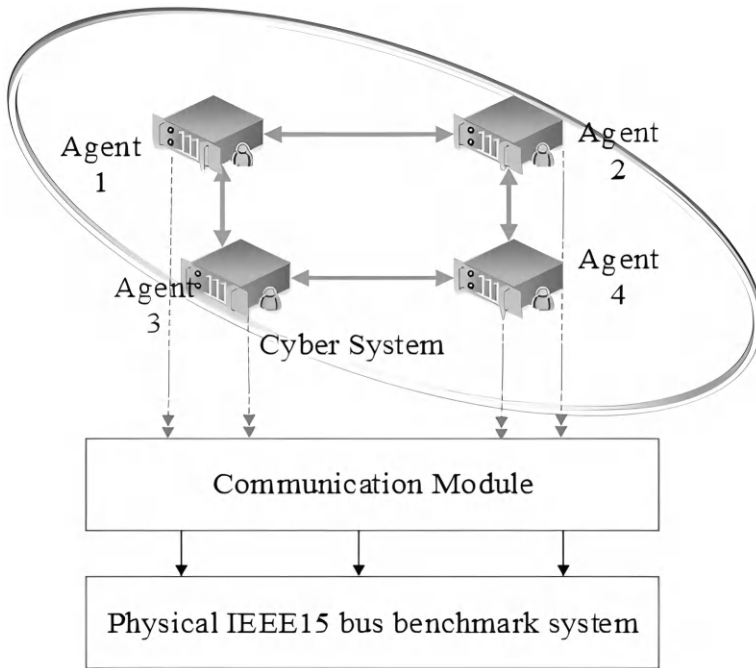 Agent
1
Agent
2
Agent
3
Agent
4
Cyber System
Communication Module
Physical IEEE15 bus benchmark system